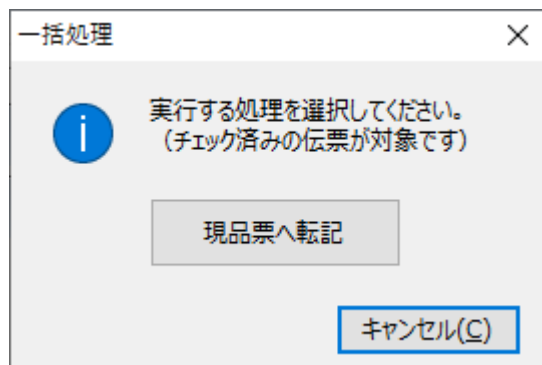 一括処理
実行する処理を選択してください。
（チェック済みの伝票が対象です）
現品票へ転記
キャンセル(C)